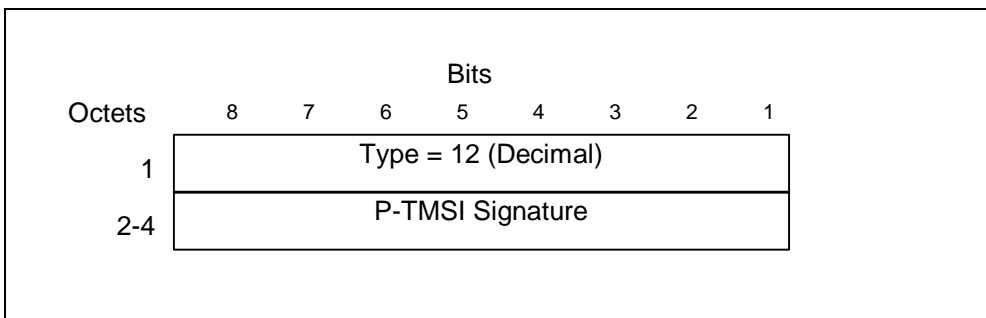 Bits
Octets 8 7 6 5 4 3 2 1
1 Type = 12 (Decimal)
2-4 P-TMSI Signature